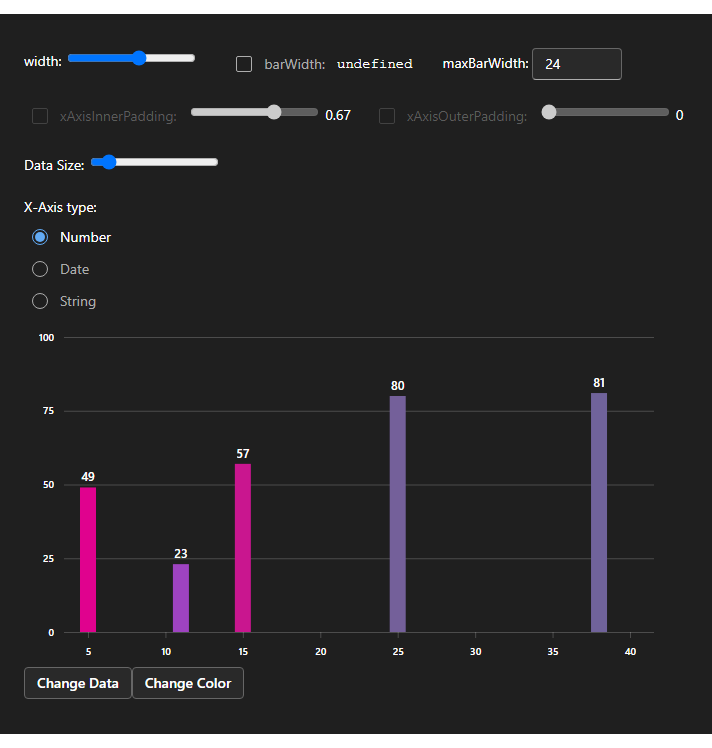 width: barWidth: undefined maxBarWidth: 24
xAxisInnerPadding: 0.67 xAxisOuterPadding: 0
Data Size:
X-Axis type:
Number
Date
String
100
75
50
25
0
49
23
57
80
81
5 10 15 20 25 30 35 40
Change Data Change Color